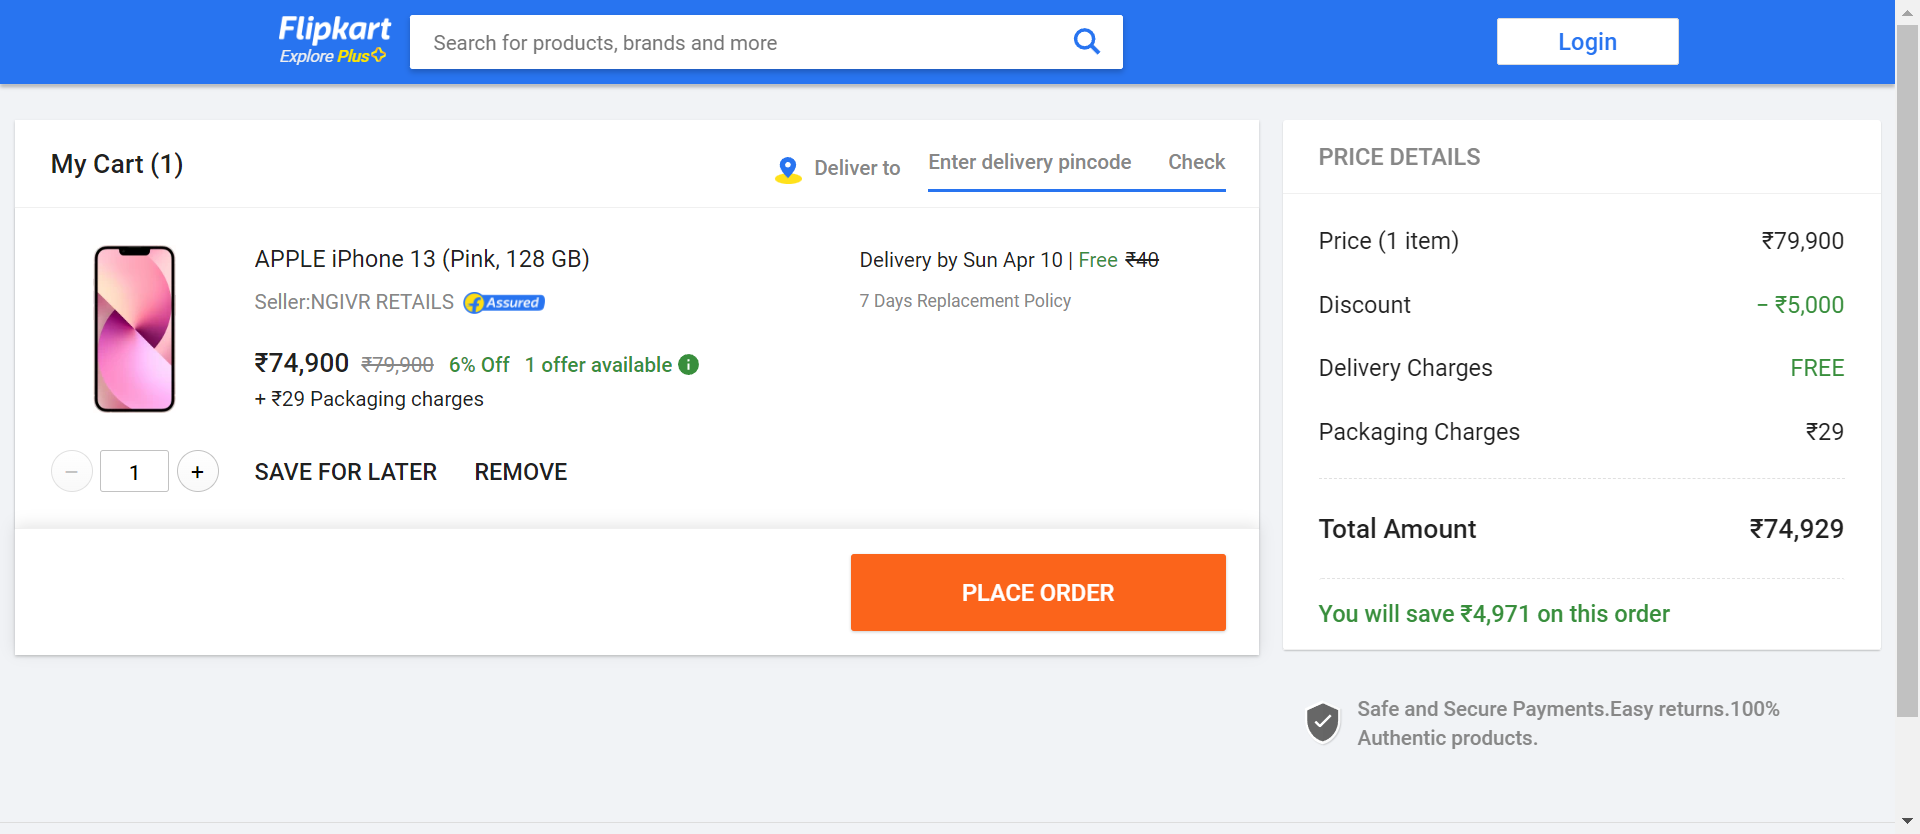 Flipkart
Explore Plus
Search for products, brands and more
Login
My Cart (1)
Deliver to
Enter delivery pincode
Check
APPLE iPhone 13 (Pink, 128 GB)
Seller:NGIVR RETAILS
f Assured
₹74,900 ₹79,900 6% Off 1 offer available i
+ ₹29 Packaging charges
Delivery by Sun Apr 10 | Free ₹40
7 Days Replacement Policy
− 1 +
SAVE FOR LATER
REMOVE
PLACE ORDER
PRICE DETAILS
Price (1 item) ₹79,900
Discount − ₹5,000
Delivery Charges FREE
Packaging Charges ₹29
Total Amount ₹74,929
You will save ₹4,971 on this order
Safe and Secure Payments.Easy returns.100%
Authentic products.